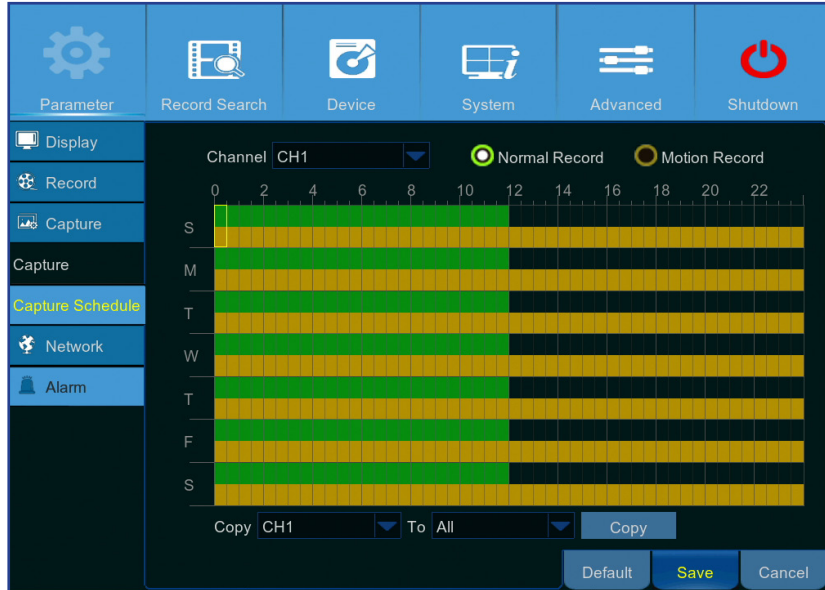 Parameter Record Search Device System Advanced Shutdown
Display
Record
Capture
Capture
Capture Schedule
Network
Alarm
Channel CH1 Normal Record Motion Record
0 2 4 6 8 10 12 14 16 18 20 22
S
M
T
W
T
F
S
Copy CH1 To All Copy
Default Save Cancel